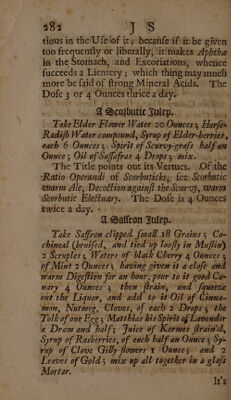 282 J S
tious in the Use of it; because if it be given
too frequently or liberally, it makes Aphthæ
in the Stomach, and Excoriations, whence
succeeds a Lientery; which thing may much
more be said of strong Mineral Acids. The
Dose 3 or 4 Ounces thrice a day.
A Scorbutic Julep.
Take Elder Flower Water 20 Ounces; Horse-
Radish Water compound, Syrup of Elder-berries,
each 6 Ounces; Spirit of Scurvy-grass half an
Ounce; Oil of Sassafras 4 Drops; mix.
The Title points out its Vertues. Of the
Ratio Operandi of Scorbuticks, see Scorbutic
warm Ale, Decoction against the Scurvy, warm
Scorbutic Electuary. The Dose is 4 Ounces
twice a day.
A Saffron Julep.
Take Saffron clipped small 18 Grains; Co-
chineal (bruised, and tied up loosly in Muslin)
2 Scruples; Waters of black Cherry 4 Ounces;
of Mint 2 Ounces; having given it a close and
warm Digestion for an hour, pour to it good Ca-
nary 4 Ounces; then strain, and squeeze
out the Liquor, and add to it Oil of Cinna-
mon, Nutmeg, Cloves, of each 2 Drops; the
Yolk of one Egg; Matthias his Spirit of Lavender
a Dram and half; Juice of Kermes strain'd,
Syrup of Rasberries, of each half an Ounce; Sy-
rup of Clove Gilly-flowers 1 Ounce; and 2
Leaves of Gold; mix up all together in a glass
Mortar.
It's